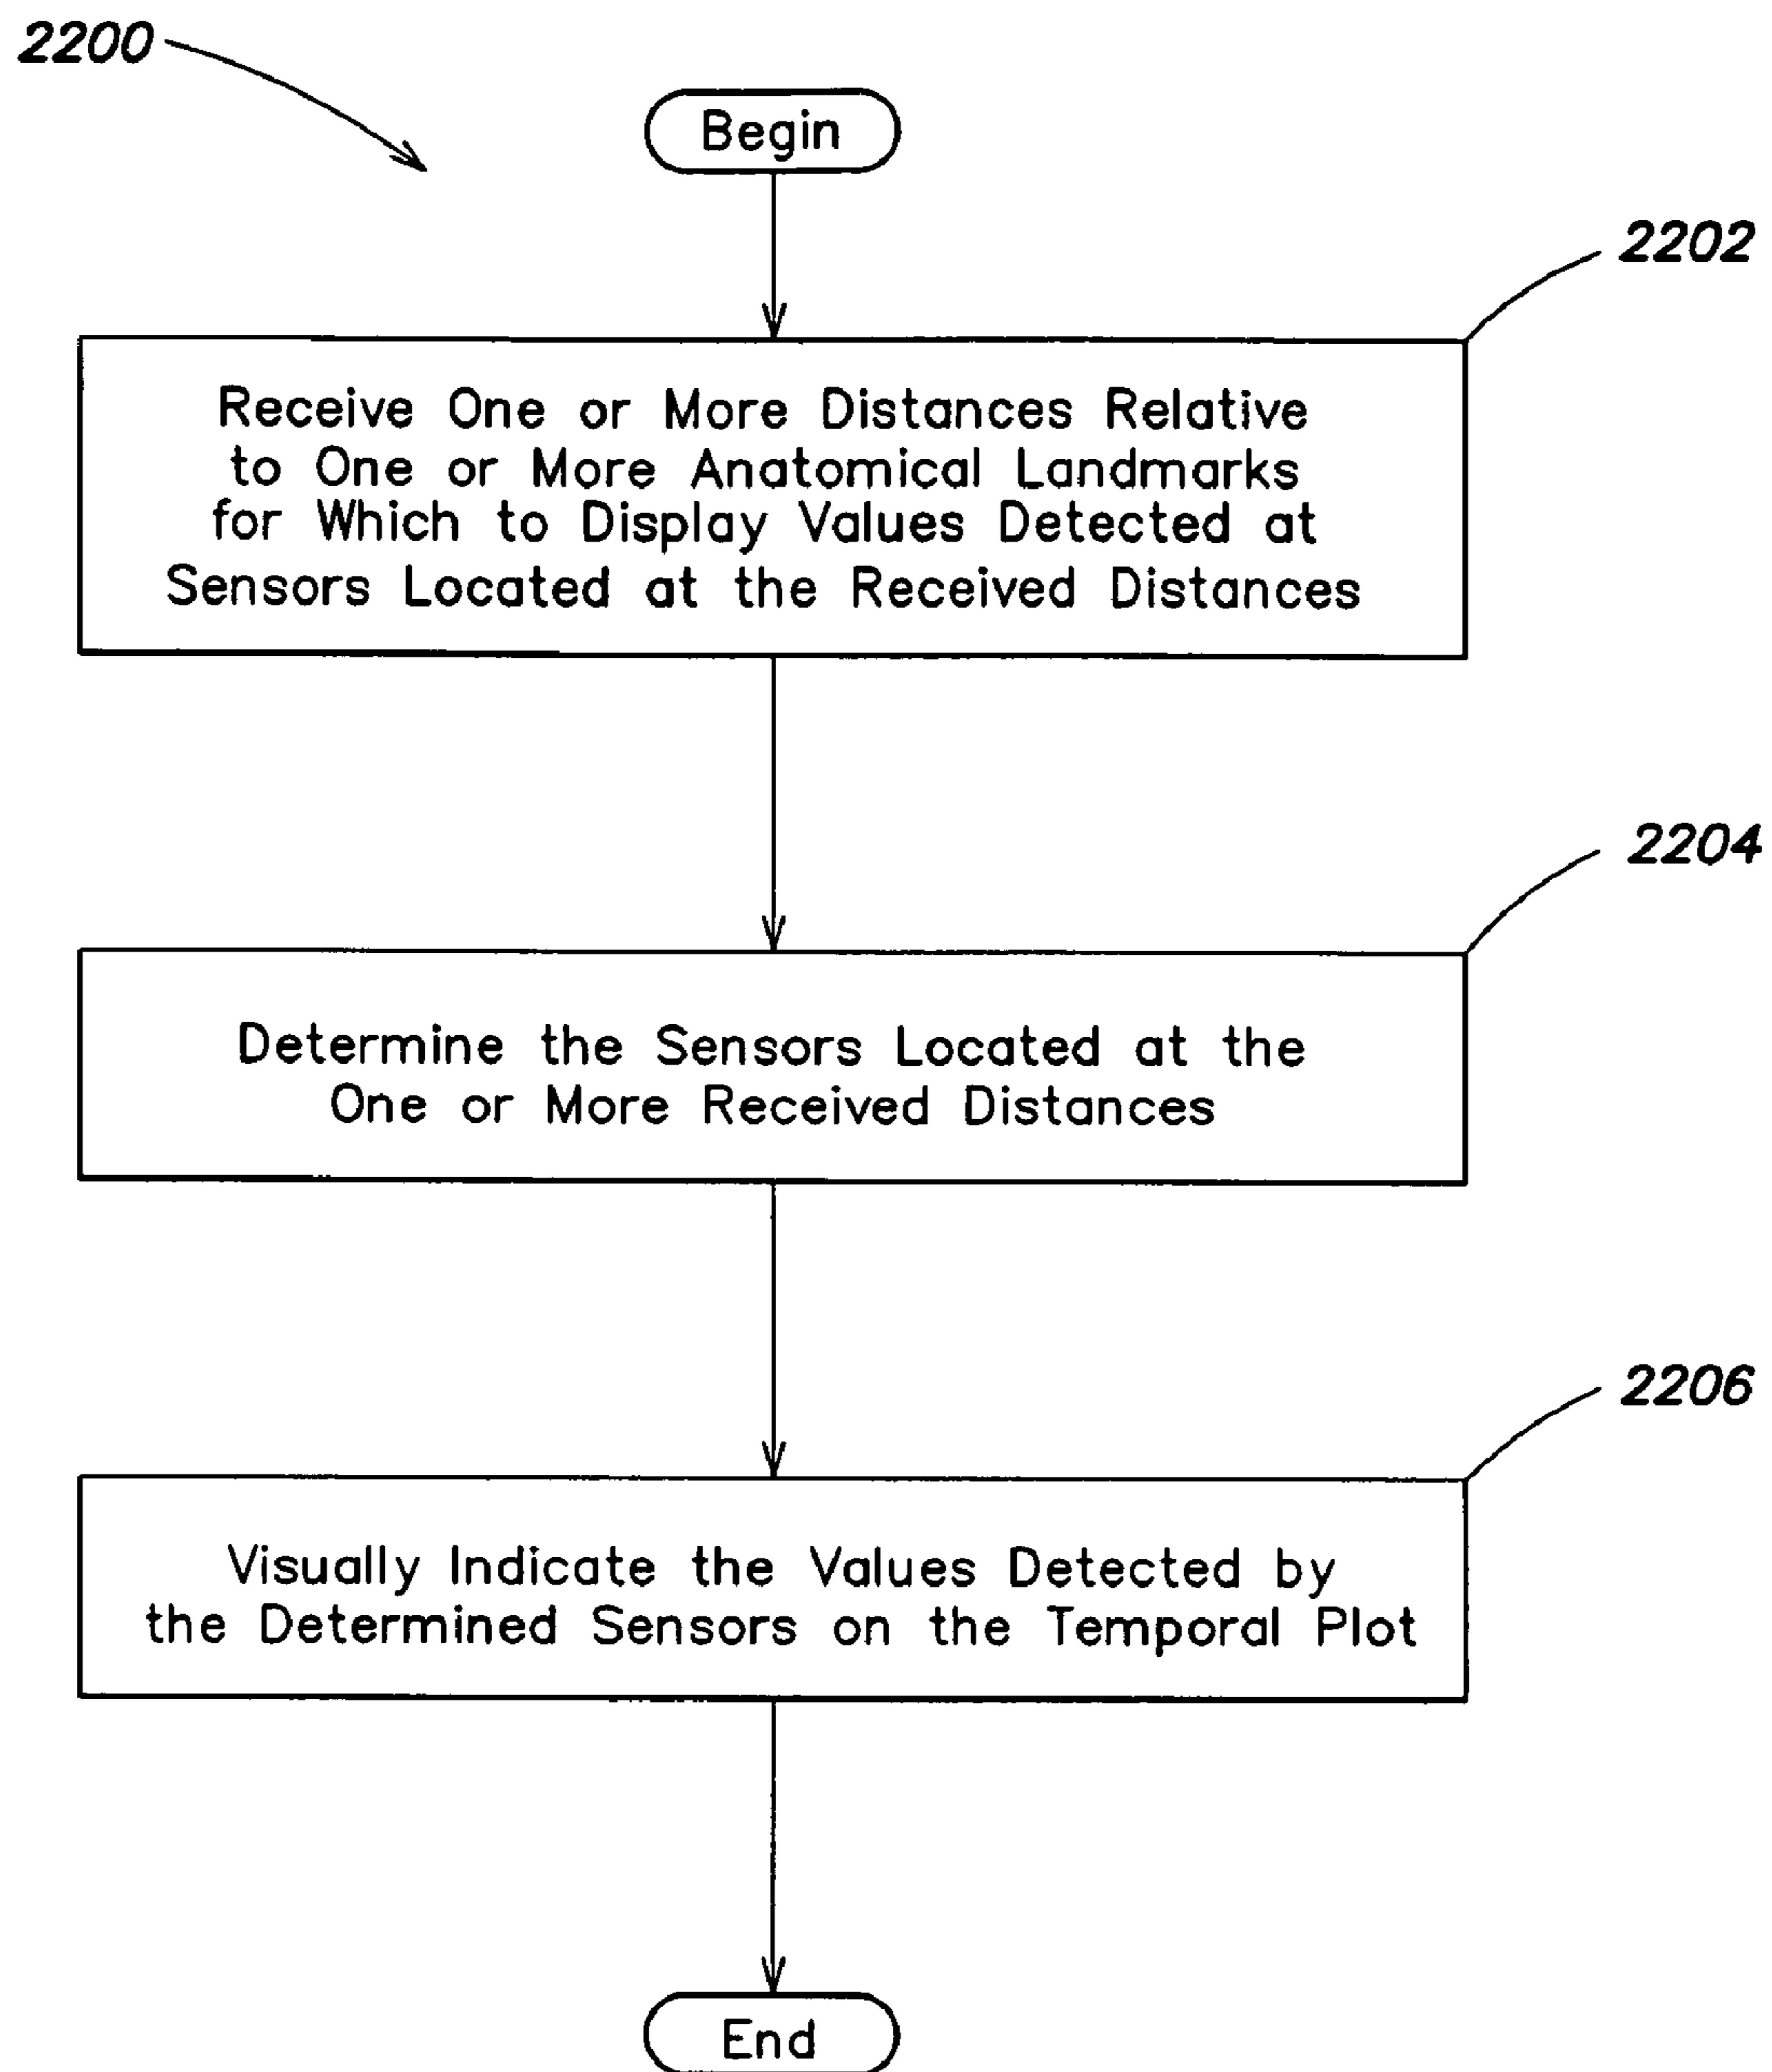 2200
Begin
2202
Receive One or More Distances Relative
to One or More Anatomical Landmarks
for Which to Display Values Detected at
Sensors Located at the Received Distances
2204
Determine the Sensors Located at the
One or More Received Distances
2206
Visually Indicate the Values Detected by
the Determined Sensors on the Temporal Plot
End